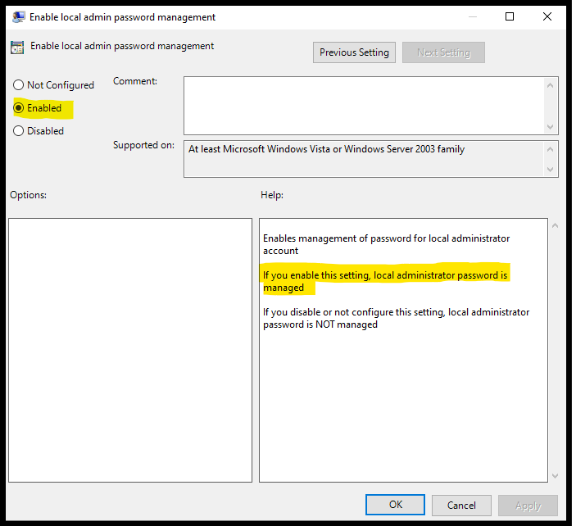 Enable local admin password management
Enable local admin password management
Previous Setting
Next Setting
Not Configured
Comment:
Enabled
Disabled
Supported on:
At least Microsoft Windows Vista or Windows Server 2003 family
Options:
Help:
Enables management of password for local administrator
account
If you enable this setting, local administrator password is
managed
If you disable or not configure this setting, local administrator
password is NOT managed
OK
Cancel
Apply